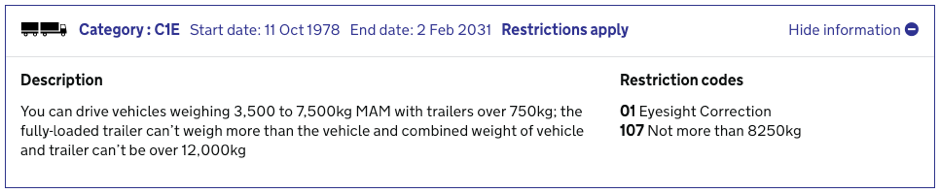 Category : C1E Start date: 11 Oct 1978 End date: 2 Feb 2031 Restrictions apply Hide information
Description
You can drive vehicles weighing 3,500 to 7,500kg MAM with trailers over 750kg; the
fully-loaded trailer can't weigh more than the vehicle and combined weight of vehicle
and trailer can't be over 12,000kg
Restriction codes
01 Eyesight Correction
107 Not more than 8250kg